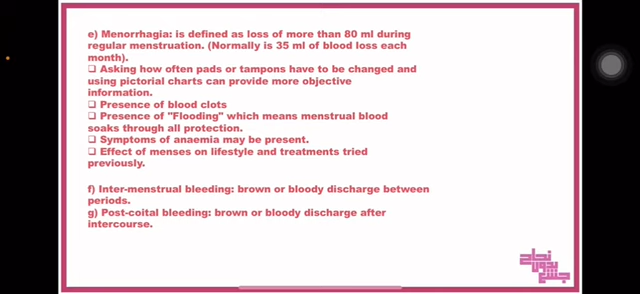 e) Menorrhagia: is defined as loss of more than 80 ml during
regular menstruation. (Normally is 35 ml of blood loss each
month).
❑ Asking how often pads or tampons have to be changed and
using pictorial charts can provide more objective
information.
❑ Presence of blood clots
❑ Presence of "Flooding" which means menstrual blood
soaks through all protection.
❑ Symptoms of anaemia may be present.
❑ Effect of menses on lifestyle and treatments tried
previously.
f) Inter-menstrual bleeding: brown or bloody discharge between
periods.
g) Post-coital bleeding: brown or bloody discharge after
intercourse.
نجاح
بدون
جشع